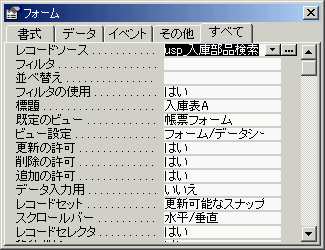 フォーム
書式 データ イベント その他 すべて
レコードソース usp_入庫部品検索
フィルタ
並べ替え
フィルタの使用 はい
標題 入庫表A
既定のビュー 帳票フォーム
ビュー設定 フォーム/データシー
更新の許可 はい
削除の許可 はい
追加の許可 はい
データ入力用 いいえ
レコードセット 更新可能なスナップ
スクロールバー 水平/垂直
レコードセレクタ はい